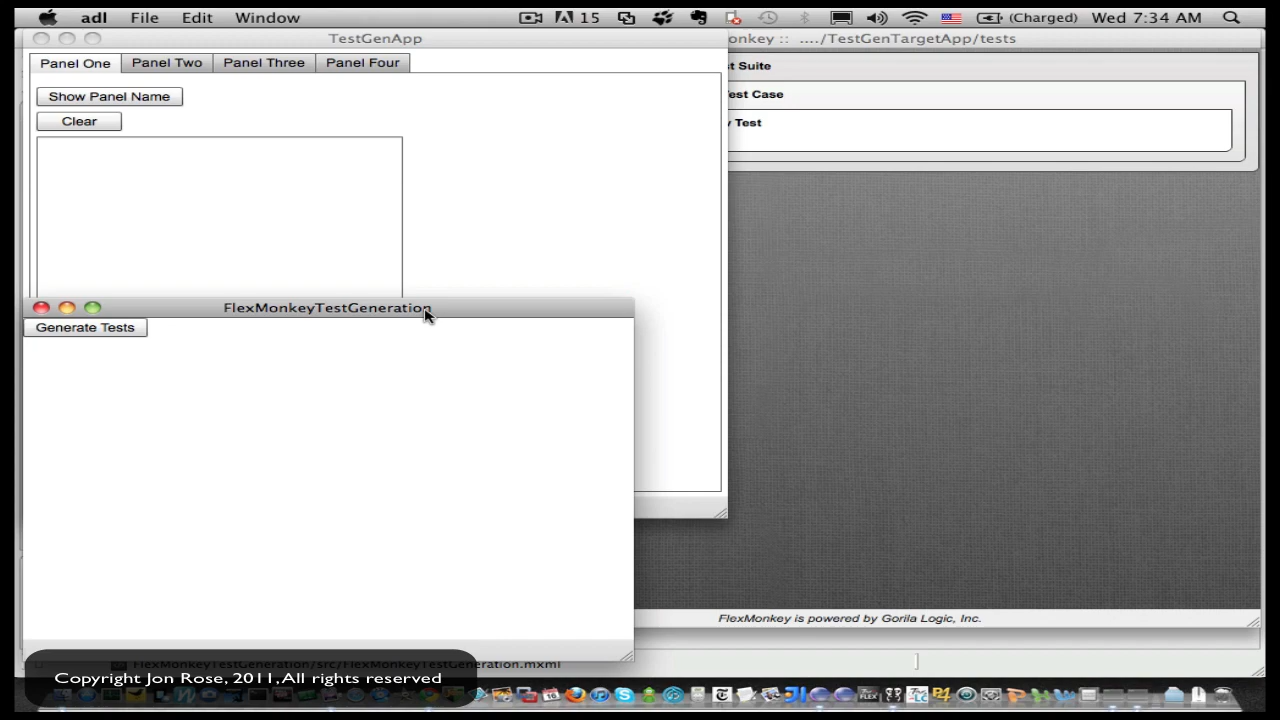 adl File Edit Window 15 (Charged) Wed 7:34 AM
TestGenApp
onkey :: ..../TestGenTargetApp/tests
Panel One Panel Two Panel Three Panel Four
t Suite
Show Panel Name
est Case
Clear
Test
FlexMonkeyTestGeneration
Generate Tests
FlexMonkey is powered by Gorila Logic, Inc.
FlexMonkeyTestGeneration/src/FlexMonkeyTestGeneration.mxml
Copyright Jon Rose, 2011, All rights reserved